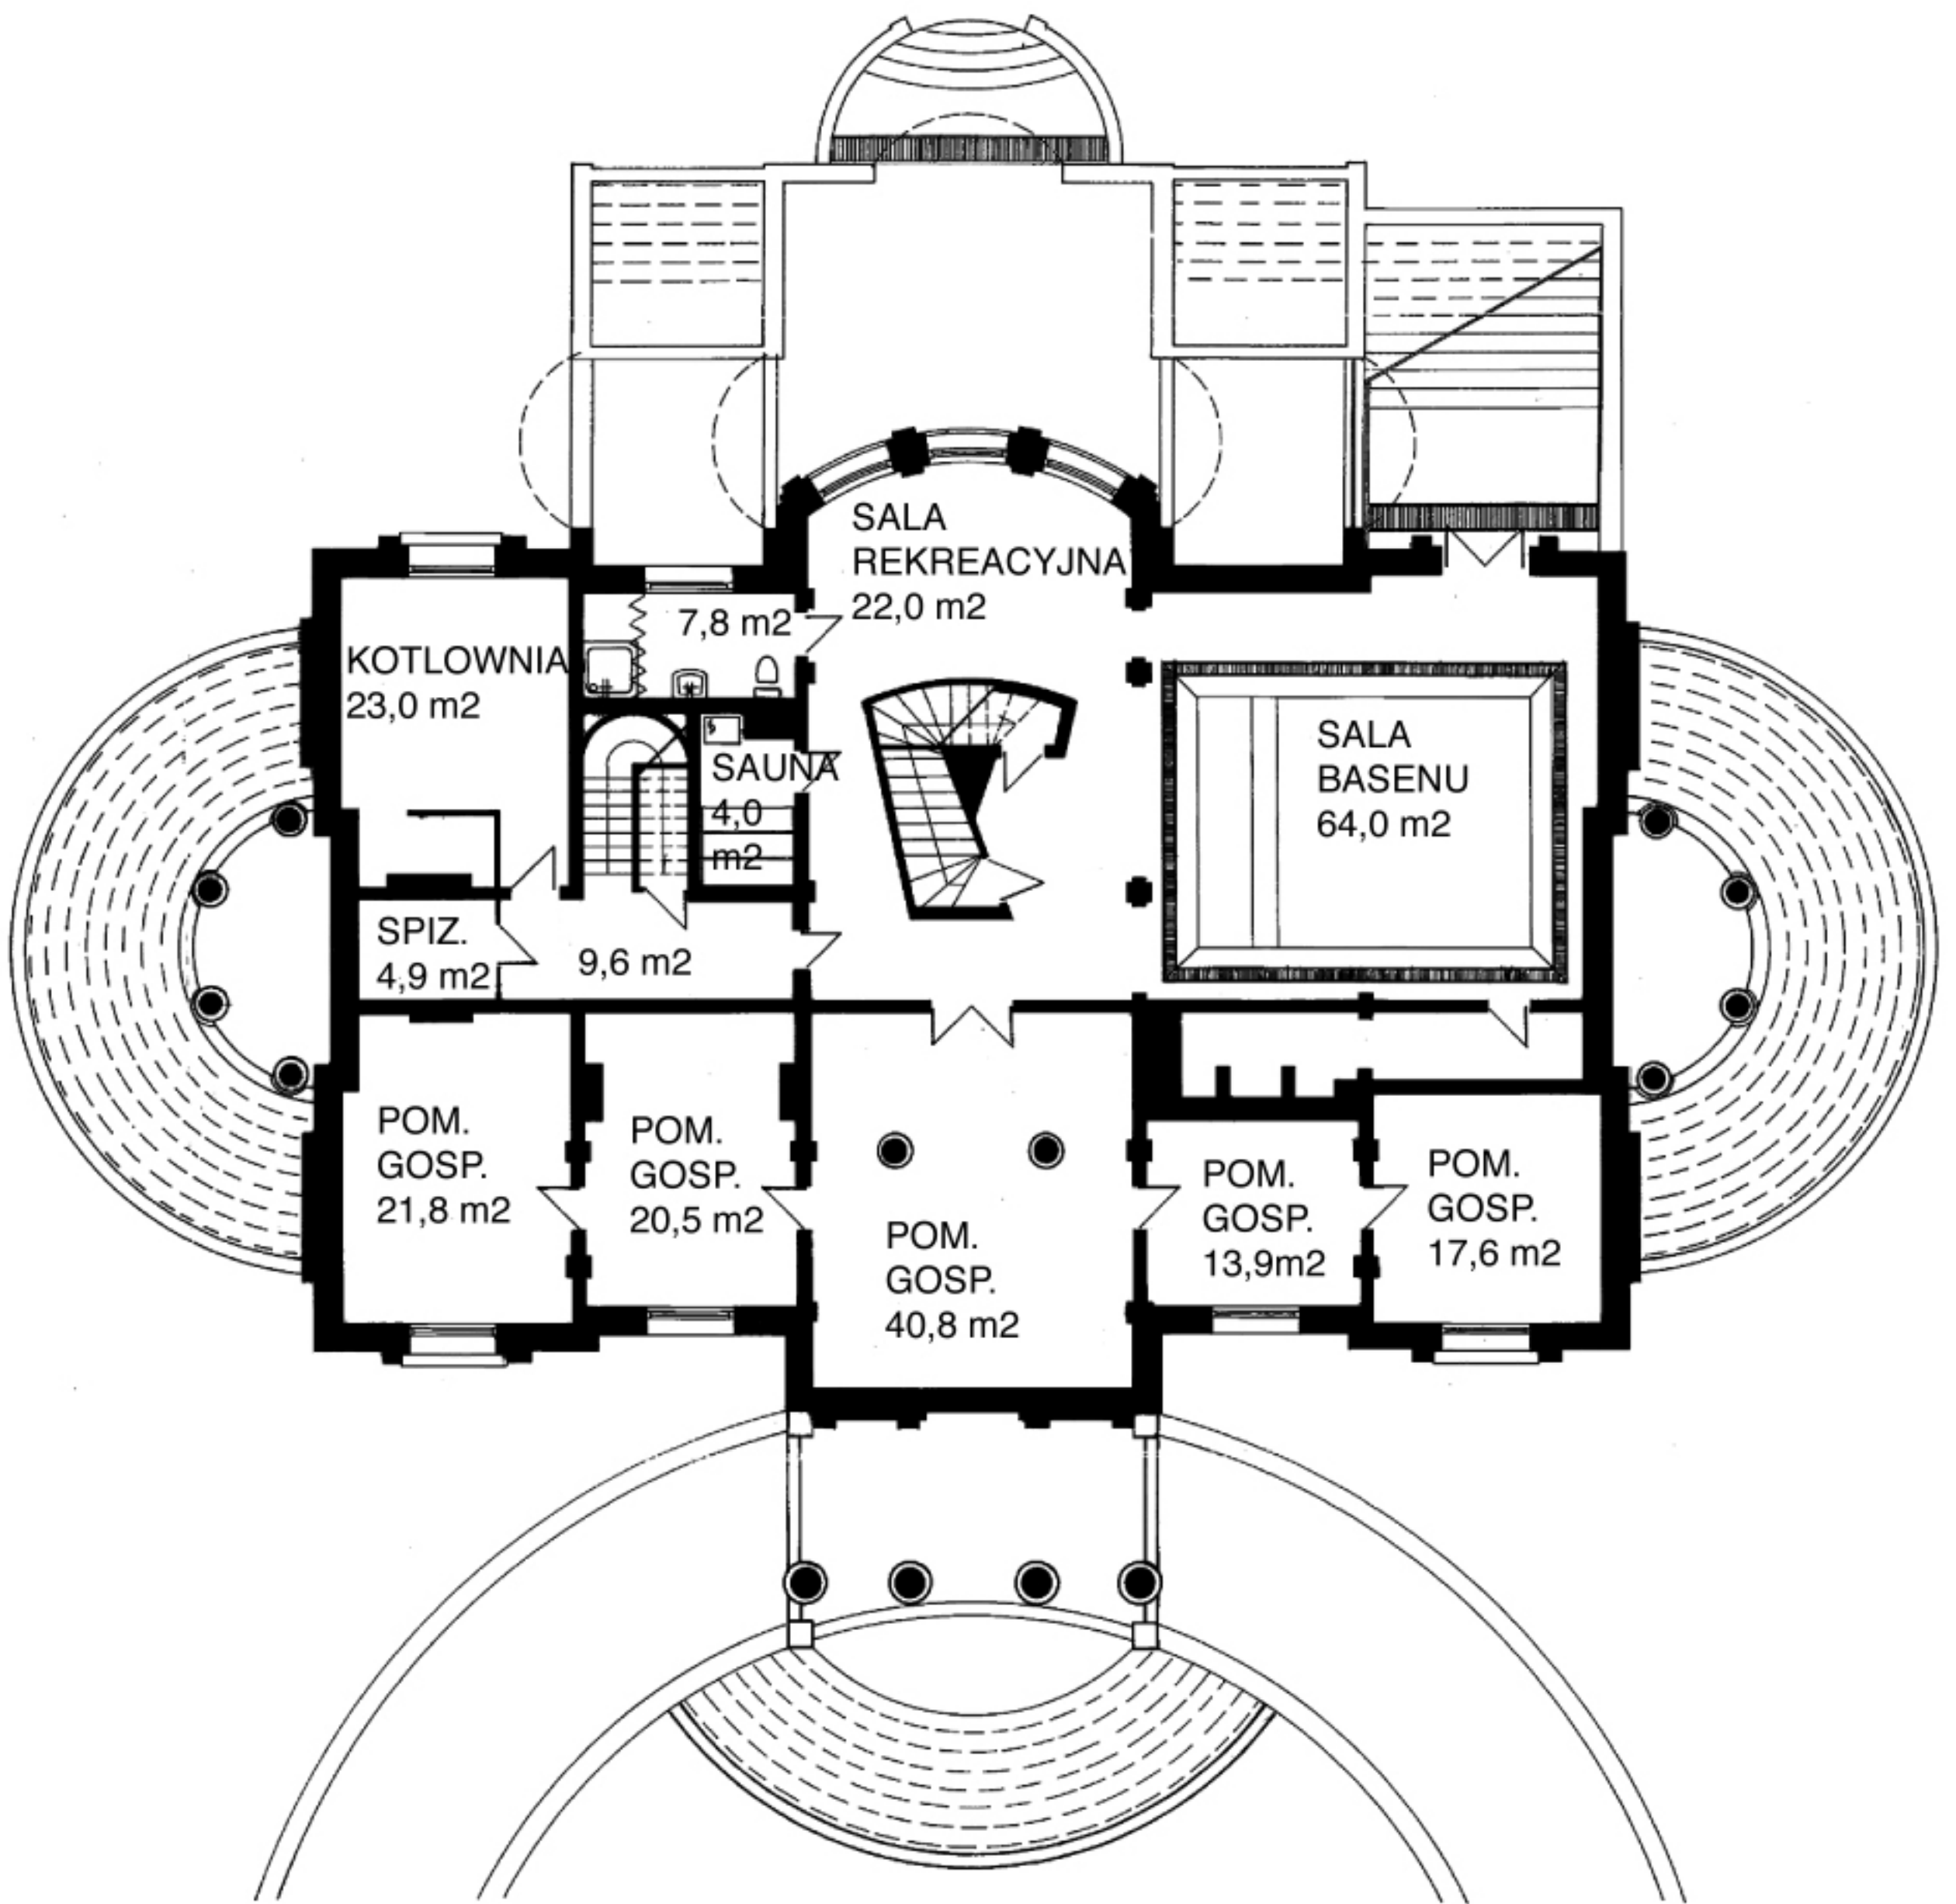 SALA
REKREACYJNA
22,0 m2
7,8 m2
KOTLOWNIA
23,0 m2
SAUNA
4,0
m2
SALA
BASENU
64,0 m2
SPIZ.
4,9 m2
9,6 m2
POM.
GOSP.
21,8 m2
POM.
GOSP.
20,5 m2
POM.
GOSP.
40,8 m2
POM.
GOSP.
13,9m2
POM.
GOSP.
17,6 m2